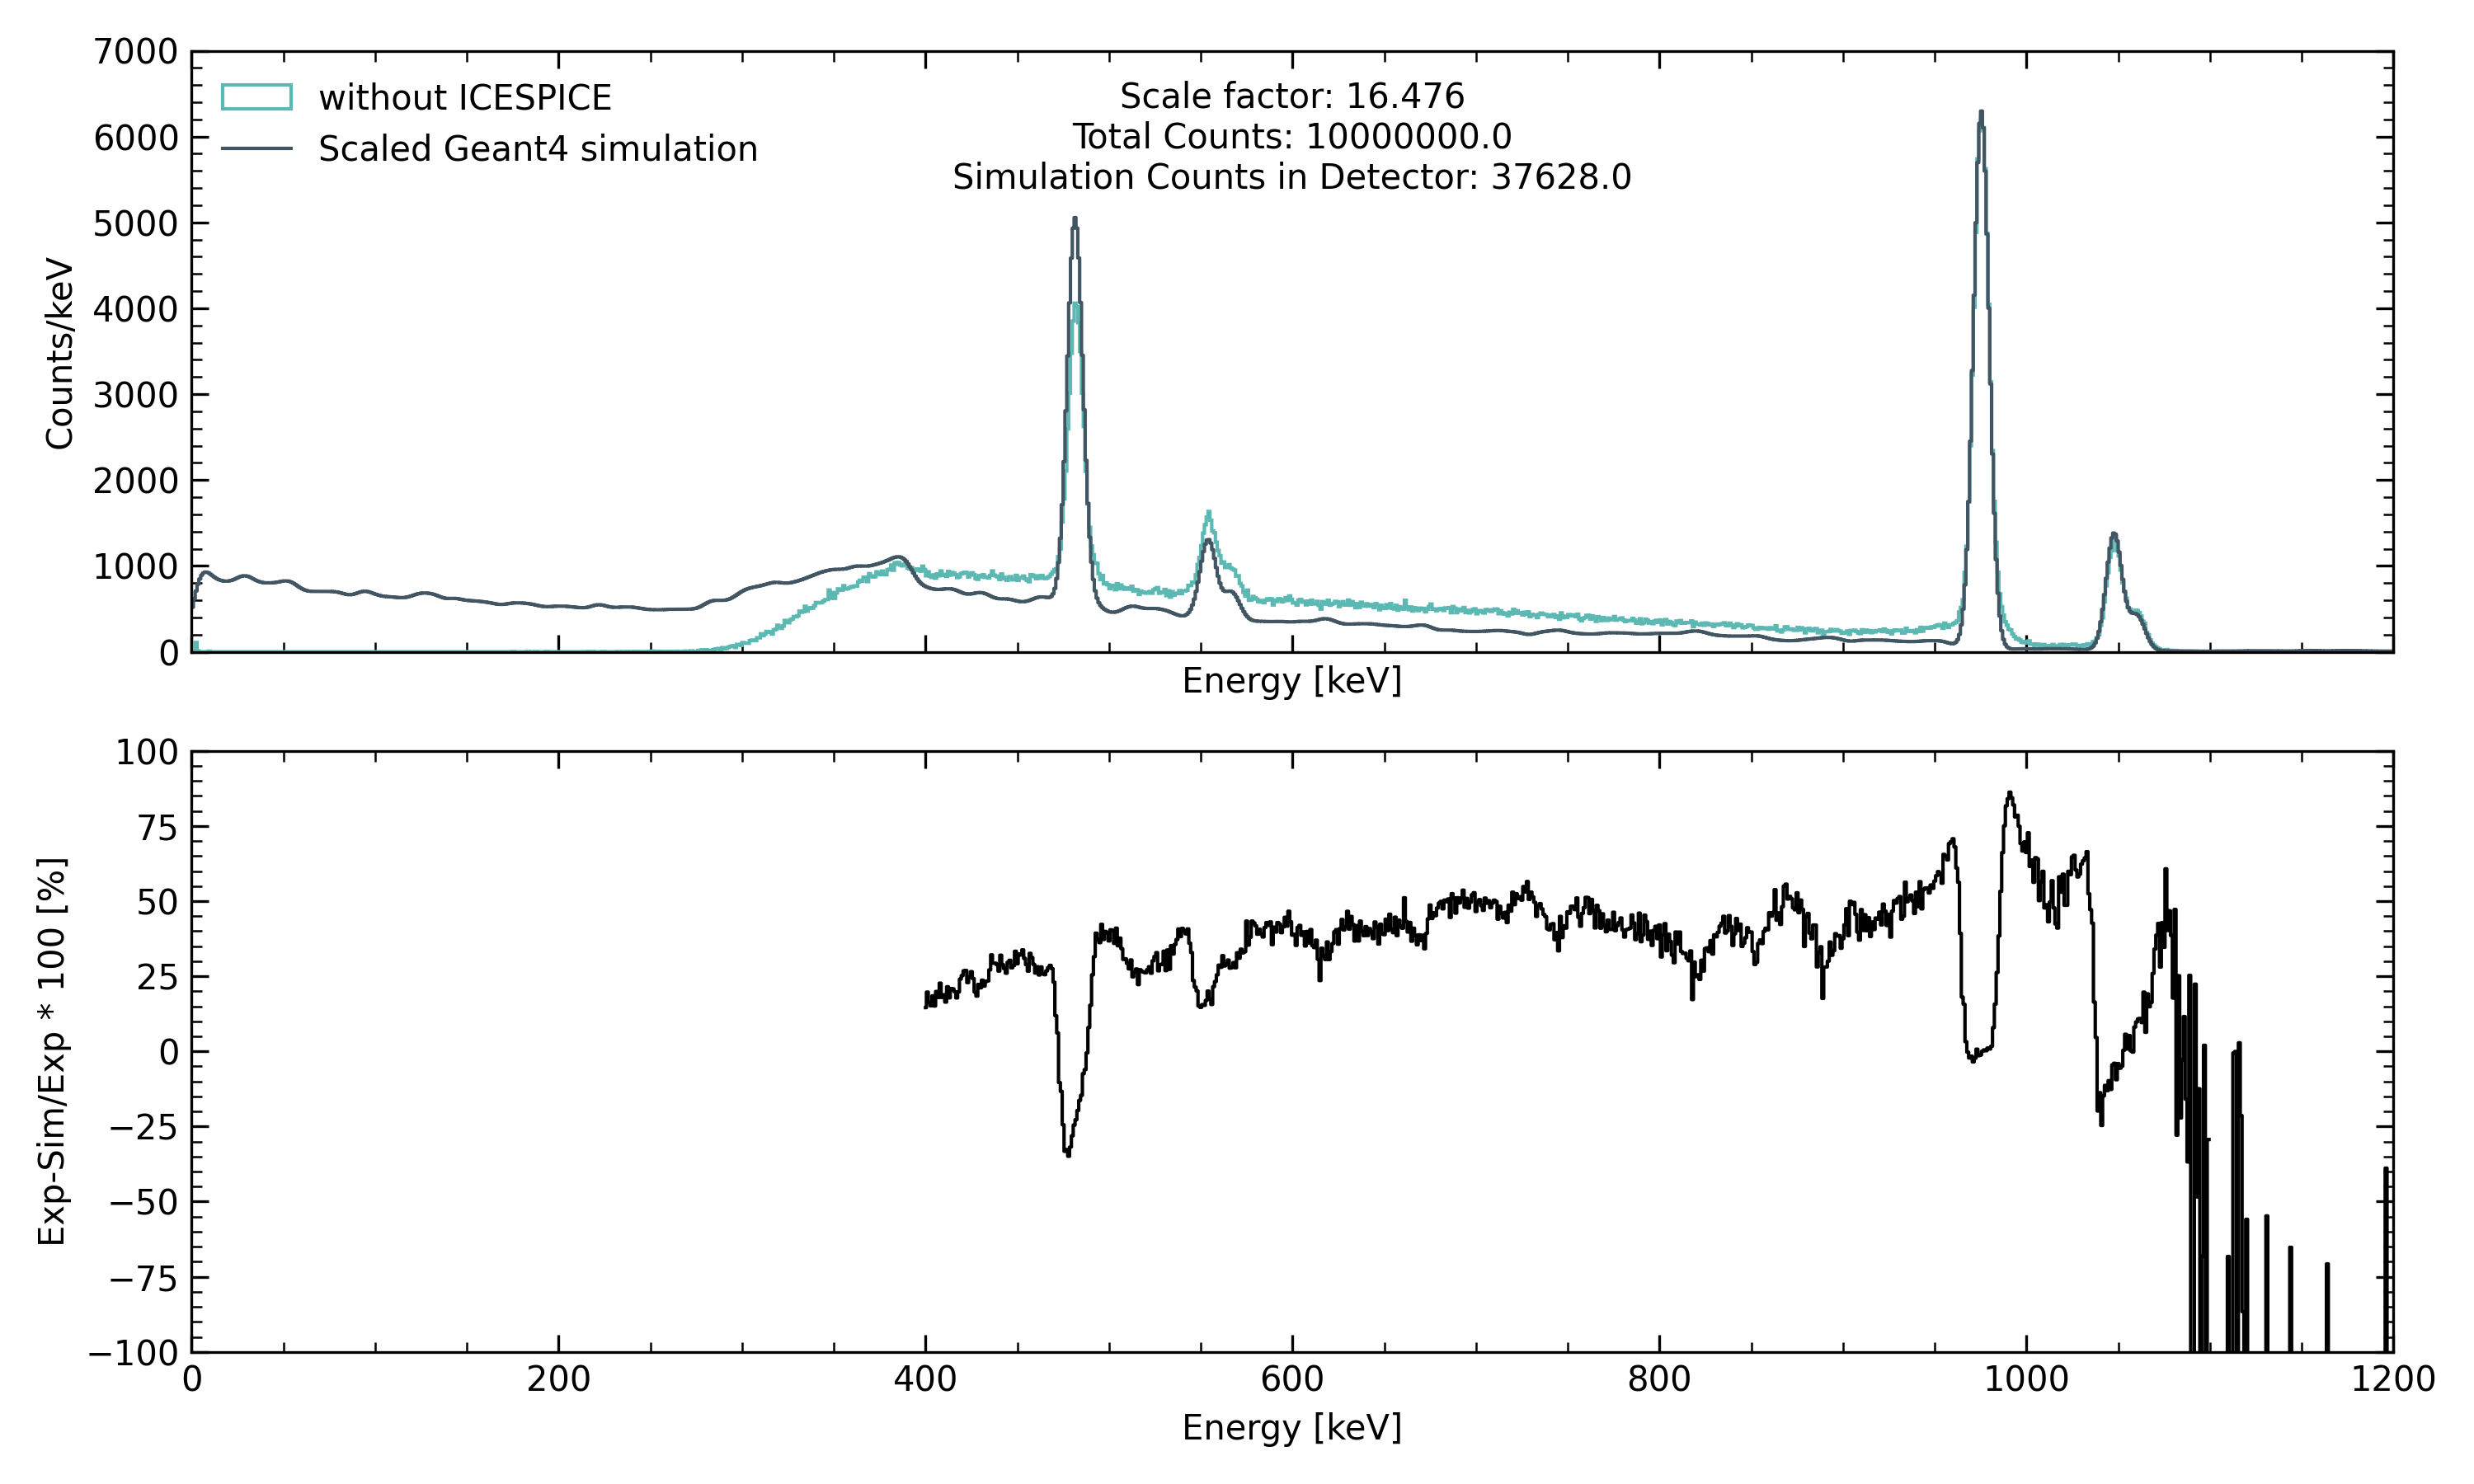 7000
6000
5000
4000
3000
2000
1000
0
Counts/keV
without ICESPICE
Scaled Geant4 simulation
Scale factor: 16.476
Total Counts: 10000000.0
Simulation Counts in Detector: 37628.0
Energy [keV]
100
75
50
25
0
−25
−50
−75
−100
Exp-Sim/Exp * 100 [%]
0 200 400 600 800 1000 1200
Energy [keV]